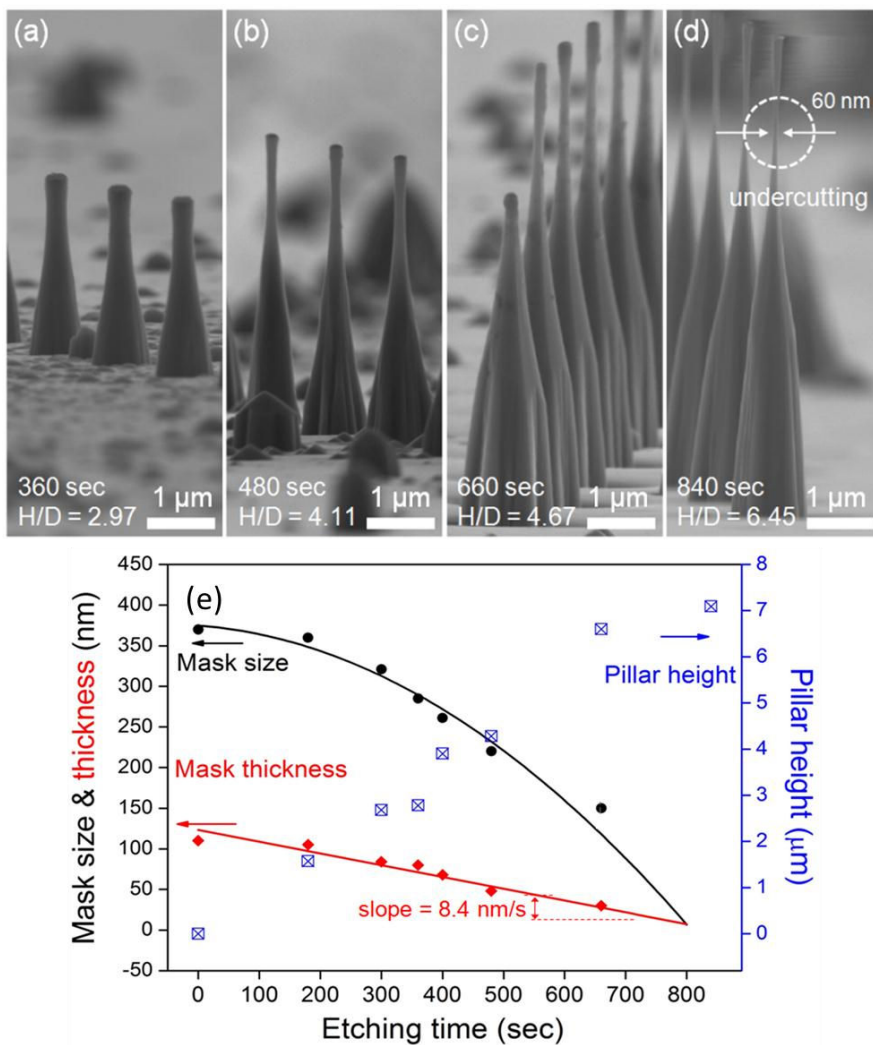 (a)
360 sec
H/D = 2.97
1 μm
(b)
480 sec
H/D = 4.11
1 μm
(c)
660 sec
H/D = 4.67
1 μm
(d)
60 nm
undercutting
840 sec
H/D = 6.45
1 μm
(e)
Mask size & thickness (nm)
450
400
350
300
250
200
150
100
50
0
-50
Mask size
Mask thickness
slope = 8.4 nm/s
Pillar height
8
7
6
5
4
3
2
1
0
Pillar height (μm)
0
100
200
300
400
500
600
700
800
Etching time (sec)